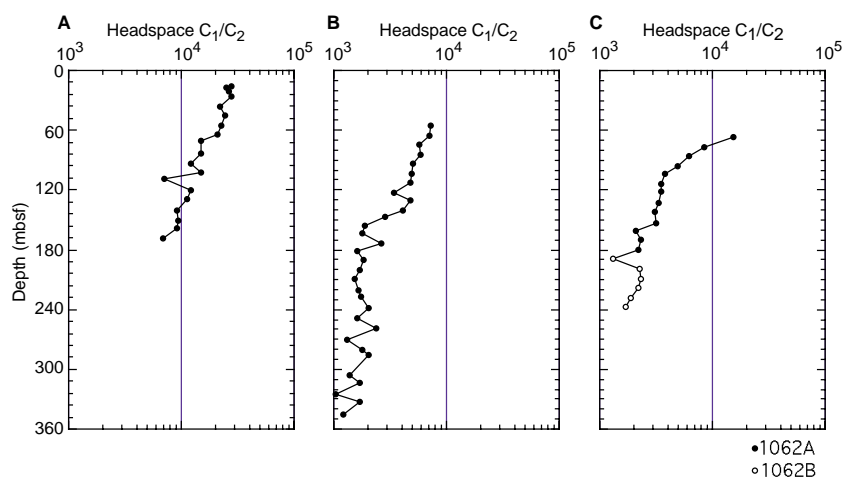 A
Headspace C₁/C₂
10³ 10⁴ 10⁵
B
Headspace C₁/C₂
10³ 10⁴ 10⁵
C
Headspace C₁/C₂
10³ 10⁴ 10⁵
Depth (mbsf)
0
60
120
180
240
300
360
1062A
1062B